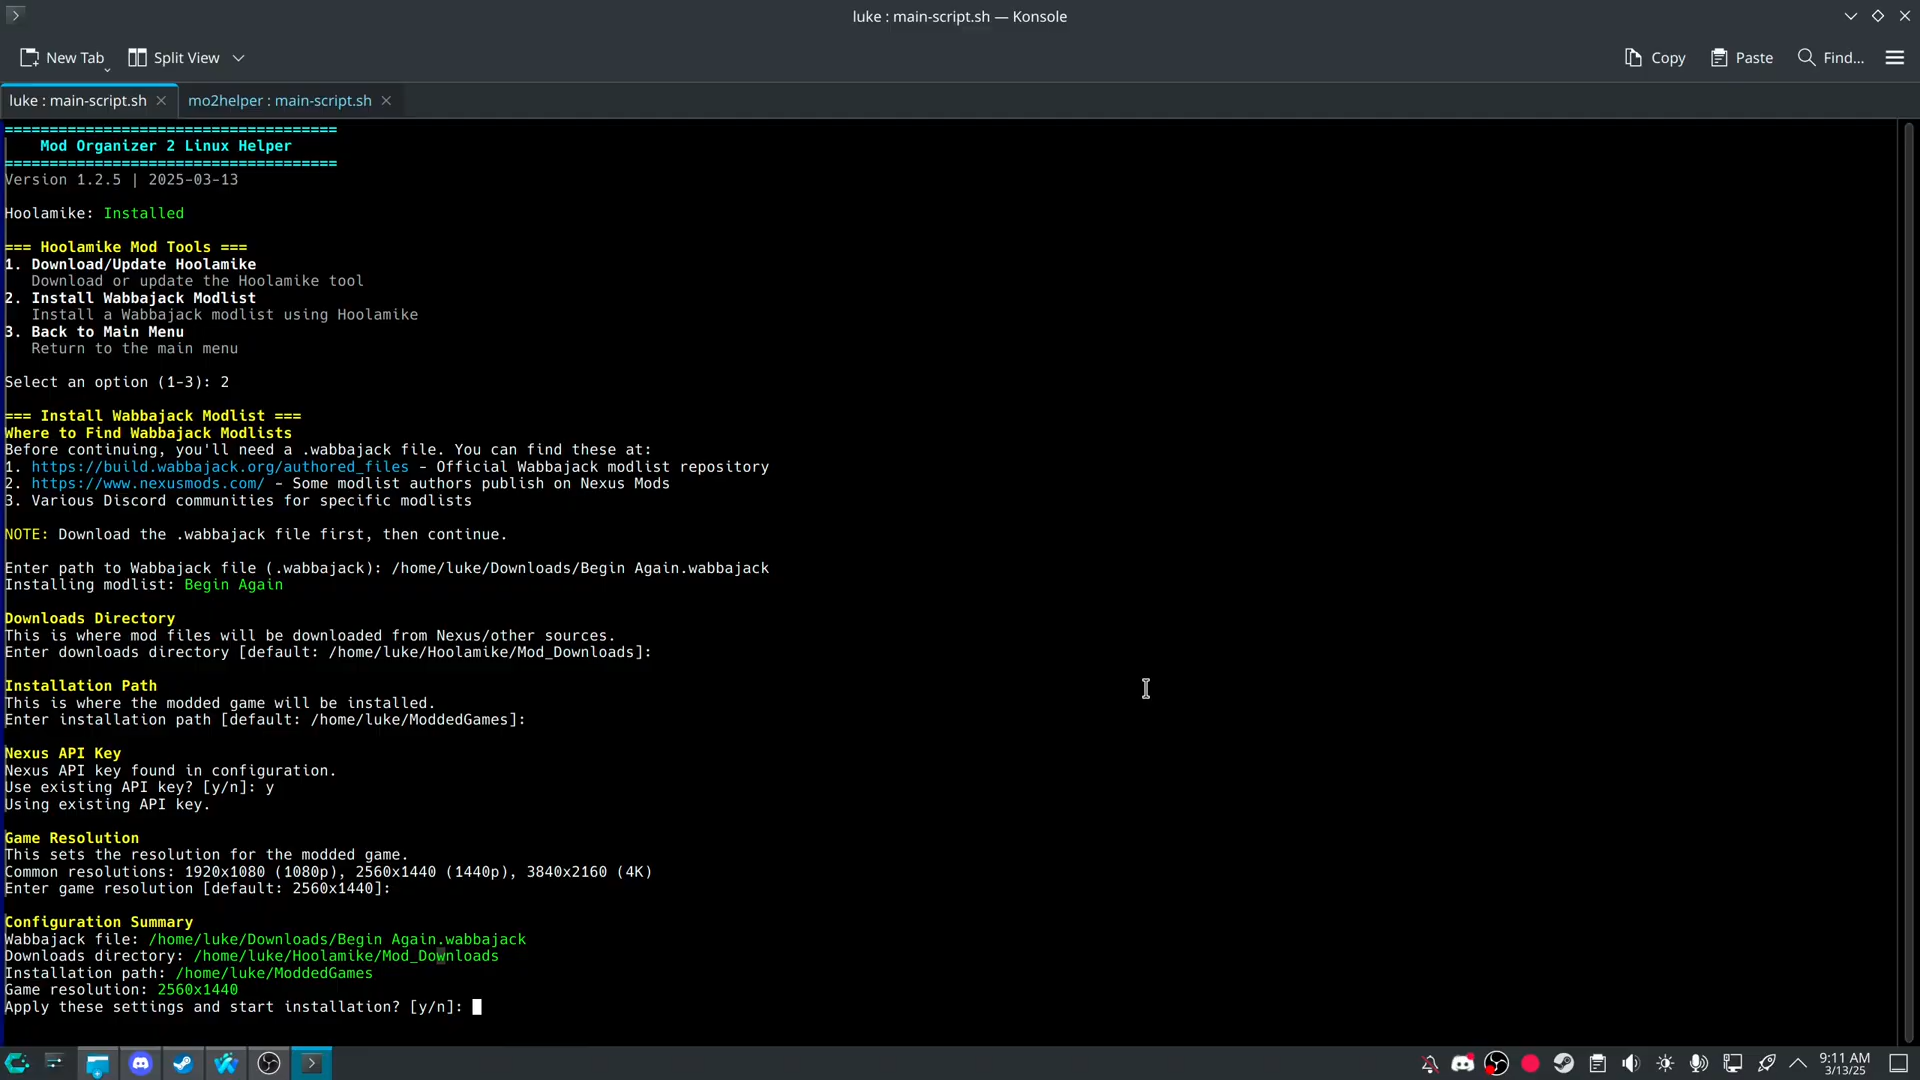 luke : main-script.sh — Konsole
New Tab
Split View
Copy
Paste
Find...
luke : main-script.sh
mo2helper : main-script.sh
=====================================
Mod Organizer 2 Linux Helper
=====================================
Version 1.2.5 | 2025-03-13
Hoolamike: Installed
=== Hoolamike Mod Tools ===
1. Download/Update Hoolamike
Download or update the Hoolamike tool
2. Install Wabbajack Modlist
Install a Wabbajack modlist using Hoolamike
3. Back to Main Menu
Return to the main menu
Select an option (1-3): 2
=== Install Wabbajack Modlist ===
Where to Find Wabbajack Modlists
Before continuing, you'll need a .wabbajack file. You can find these at:
1. https://build.wabbajack.org/authored_files - Official Wabbajack modlist repository
2. https://www.nexusmods.com/ - Some modlist authors publish on Nexus Mods
3. Various Discord communities for specific modlists
NOTE: Download the .wabbajack file first, then continue.
Enter path to Wabbajack file (.wabbajack): /home/luke/Downloads/Begin Again.wabbajack
Installing modlist: Begin Again
Downloads Directory
This is where mod files will be downloaded from Nexus/other sources.
Enter downloads directory [default: /home/luke/Hoolamike/Mod_Downloads]:
Installation Path
This is where the modded game will be installed.
Enter installation path [default: /home/luke/ModdedGames]:
Nexus API Key
Nexus API key found in configuration.
Use existing API key? [y/n]: y
Using existing API key.
Game Resolution
This sets the resolution for the modded game.
Common resolutions: 1920x1080 (1080p), 2560x1440 (1440p), 3840x2160 (4K)
Enter game resolution [default: 2560x1440]:
Configuration Summary
Wabbajack file: /home/luke/Downloads/Begin Again.wabbajack
Downloads directory: /home/luke/Hoolamike/Mod_Downloads
Installation path: /home/luke/ModdedGames
Game resolution: 2560x1440
Apply these settings and start installation? [y/n]:
9:11 AM
3/13/25